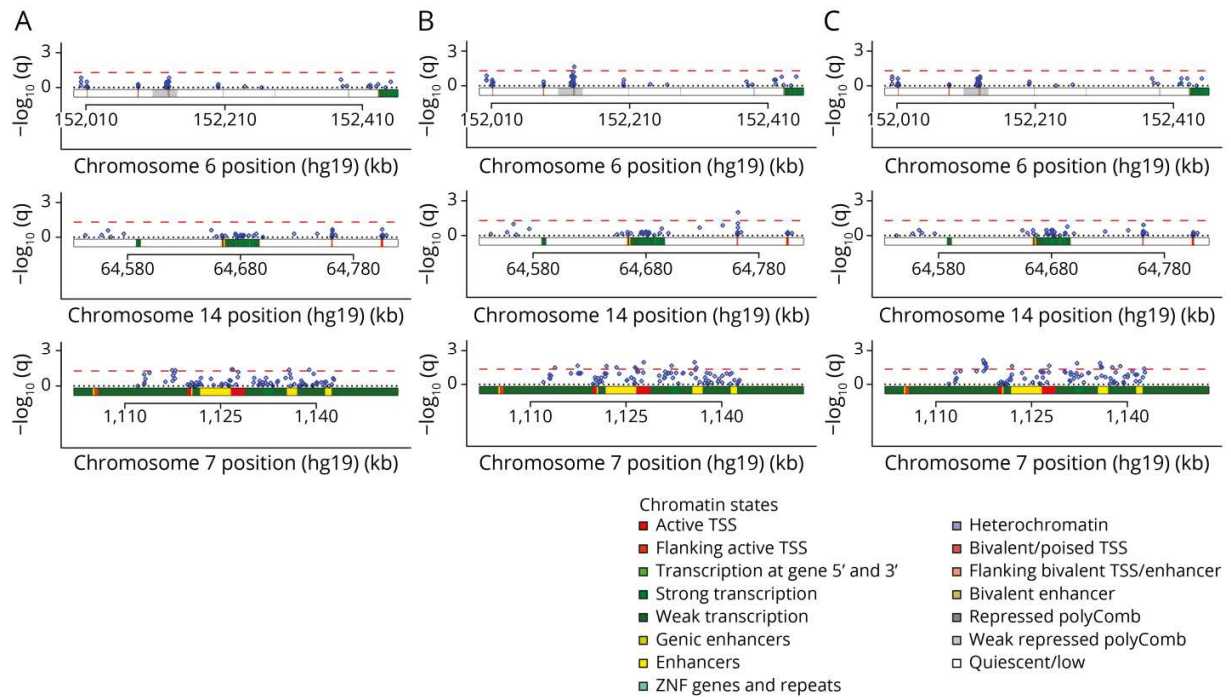 A
3
0
−log10 (q)
152,010 152,210 152,410
Chromosome 6 position (hg19) (kb)
3
0
−log10 (q)
64,580 64,680 64,780
Chromosome 14 position (hg19) (kb)
3
0
−log10 (q)
1,110 1,125 1,140
Chromosome 7 position (hg19) (kb)
B
3
0
−log10 (q)
152,010 152,210 152,410
Chromosome 6 position (hg19) (kb)
3
0
−log10 (q)
64,580 64,680 64,780
Chromosome 14 position (hg19) (kb)
3
0
−log10 (q)
1,110 1,125 1,140
Chromosome 7 position (hg19) (kb)
C
3
0
−log10 (q)
152,010 152,210 152,410
Chromosome 6 position (hg19) (kb)
3
0
−log10 (q)
64,580 64,680 64,780
Chromosome 14 position (hg19) (kb)
3
0
−log10 (q)
1,110 1,125 1,140
Chromosome 7 position (hg19) (kb)
Chromatin states
Active TSS
Flanking active TSS
Transcription at gene 5′ and 3′
Strong transcription
Weak transcription
Genic enhancers
Enhancers
ZNF genes and repeats
Heterochromatin
Bivalent/poised TSS
Flanking bivalent TSS/enhancer
Bivalent enhancer
Repressed polyComb
Weak repressed polyComb
Quiescent/low